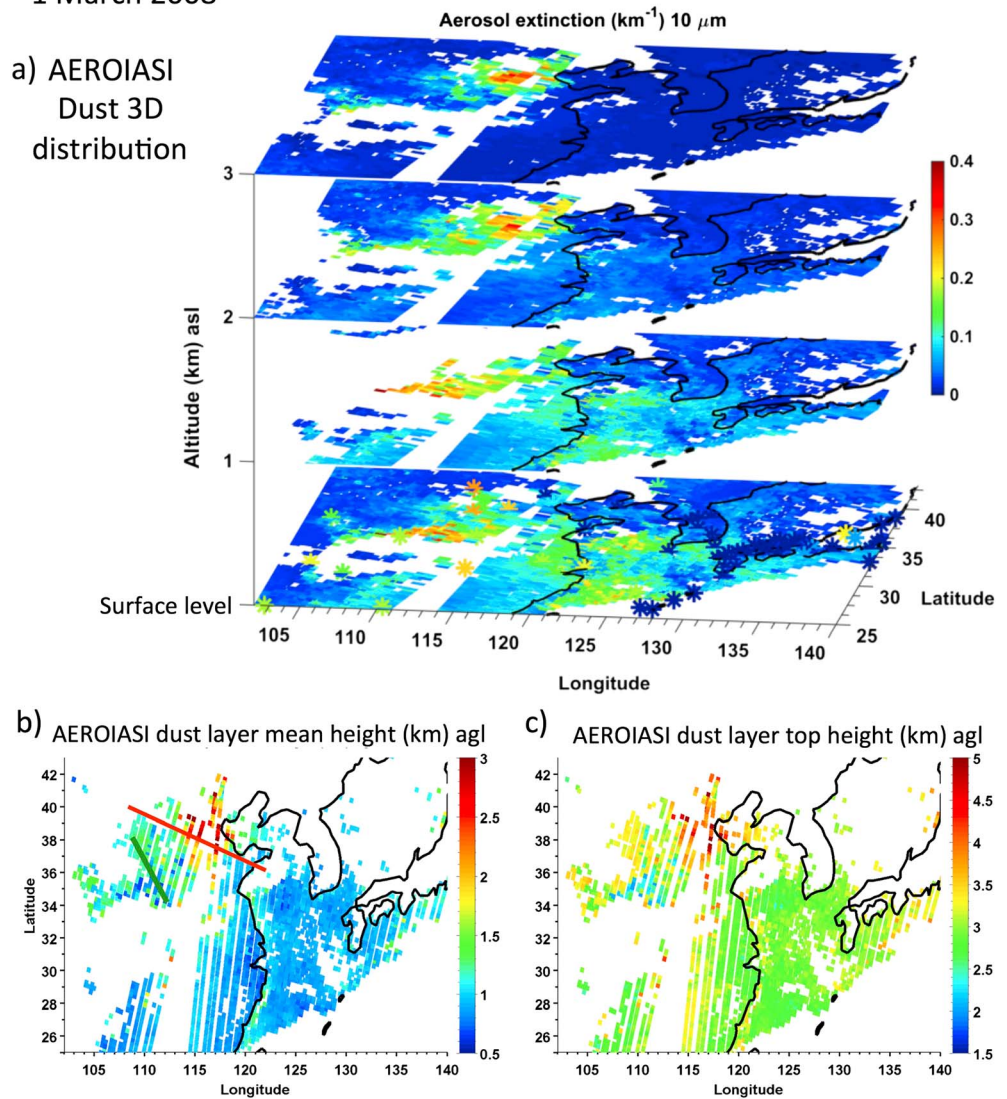 Aerosol extinction (km-1) 10 μm
a) AEROIASI
Dust 3D
distribution
3
2
1
Surface level
Altitude (km) asl
0.4
0.3
0.2
0.1
0
40
35
30
25
Latitude
105 110 115 120 125 130 135 140
Longitude
b) AEROIASI dust layer mean height (km) agl
42
40
38
36
34
32
30
28
26
Latitude
105 110 115 120 125 130 135 140
Longitude
3
2.5
2
1.5
1
0.5
c) AEROIASI dust layer top height (km) agl
42
40
38
36
34
32
30
28
26
105 110 115 120 125 130 135 140
Longitude
5
4.5
4
3.5
3
2.5
2
1.5